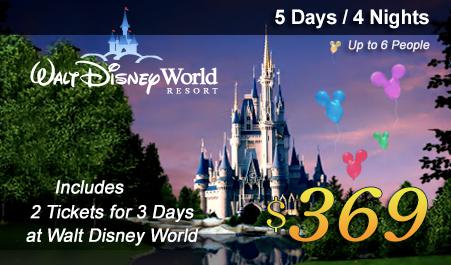 5 Days / 4 Nights
Up to 6 People
Walt Disney World
RESORT
Includes
2 Tickets for 3 Days
at Walt Disney World
$369